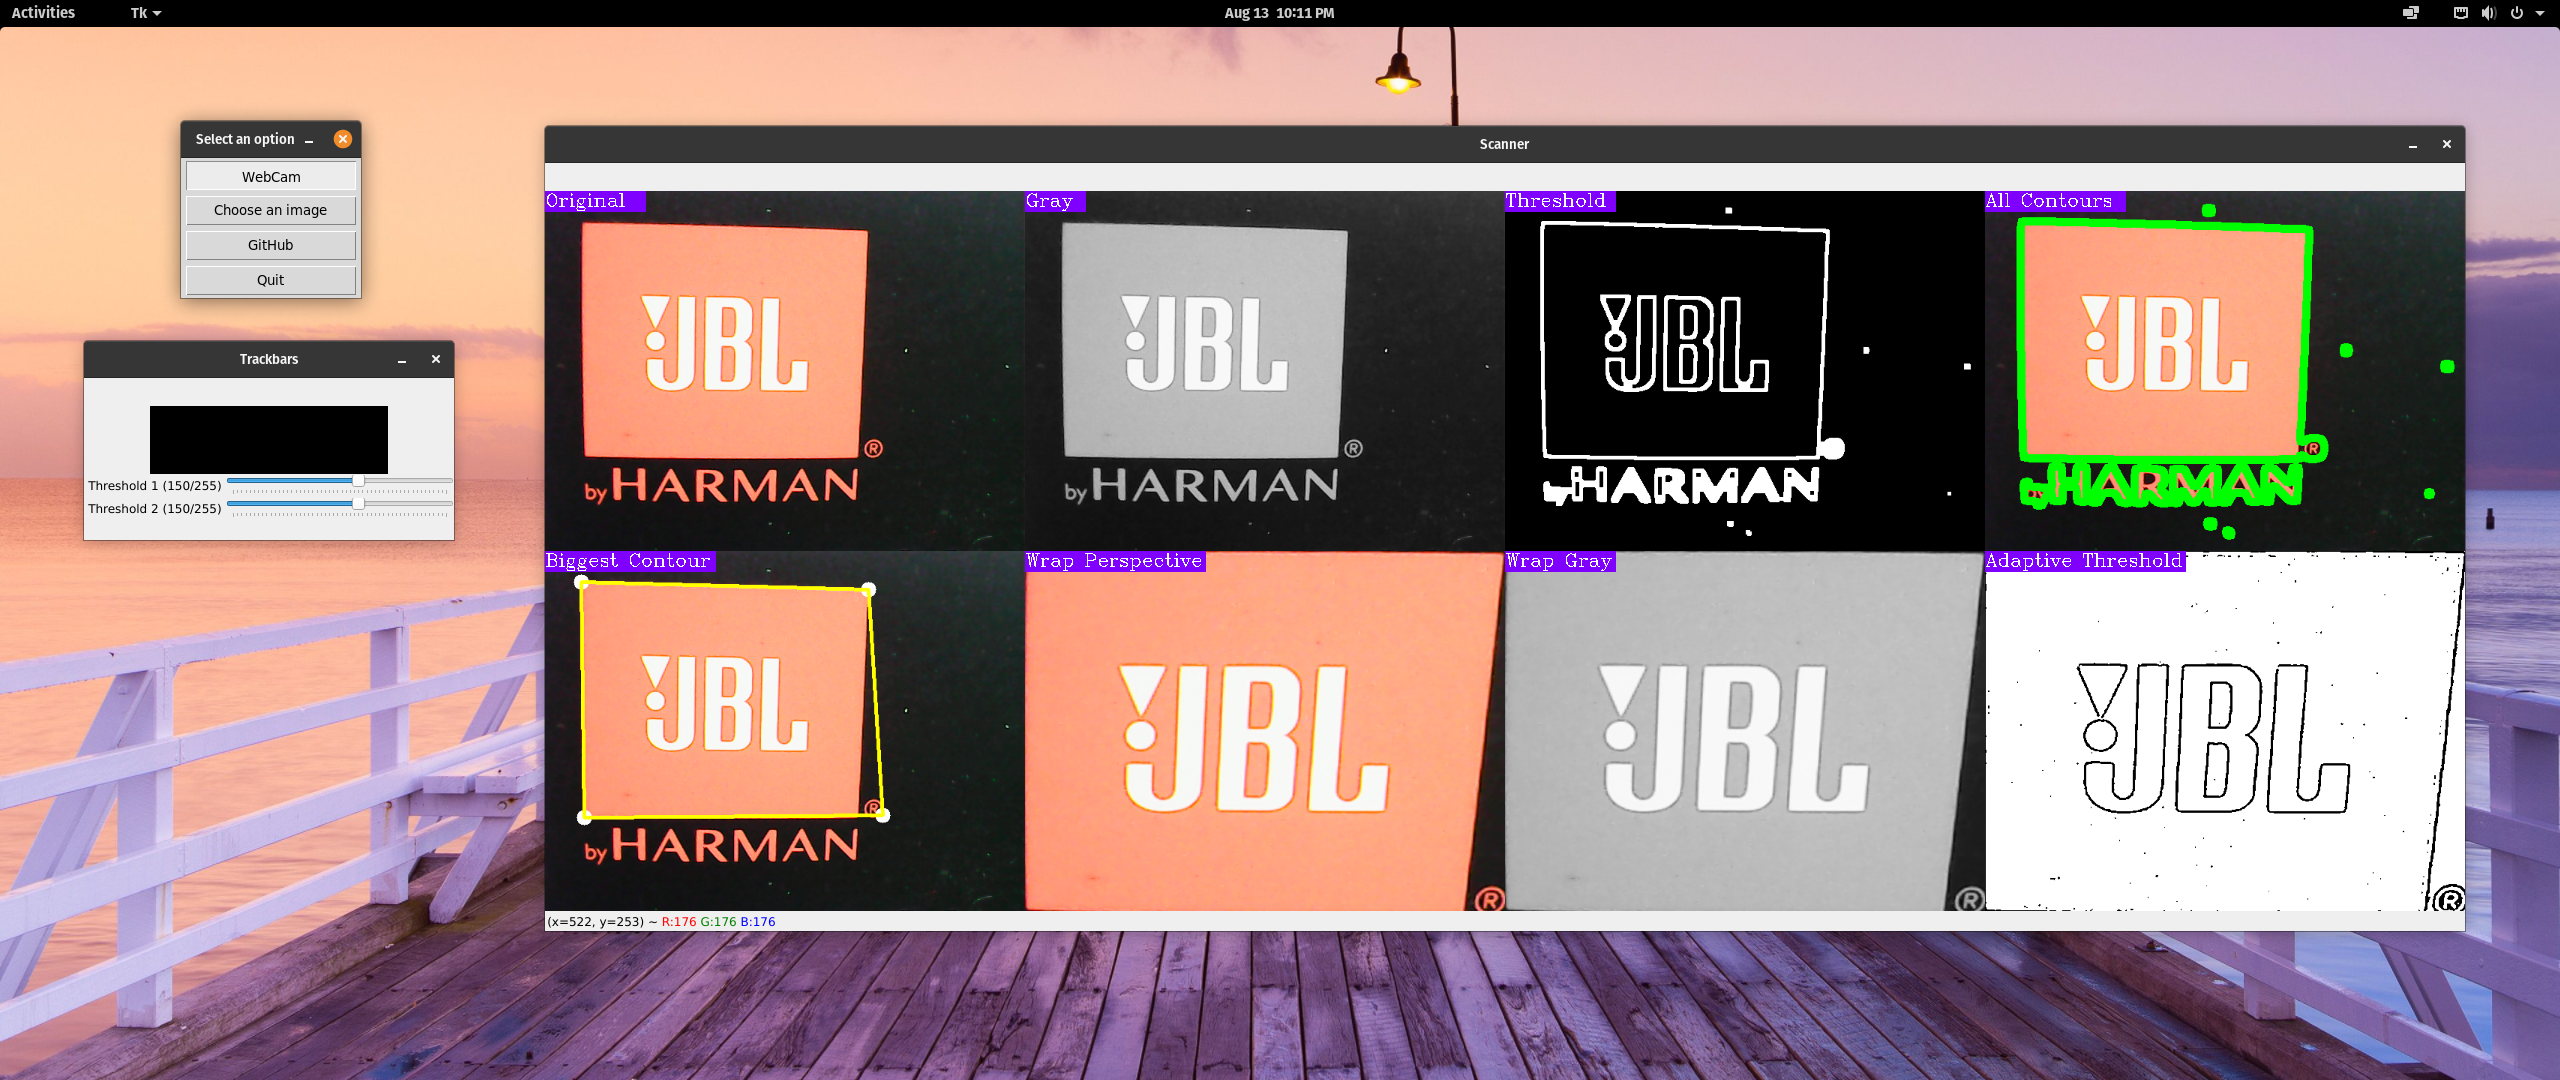 Activities
Tk
Aug 13 10:11 PM
Select an option
WebCam
Choose an image
GitHub
Quit
Trackbars
Threshold 1 (150/255)
Threshold 2 (150/255)
Scanner
Original
JBL
®
by HARMAN
Gray
JBL
®
by HARMAN
Threshold
JBL
by HARMAN
All Contours
JBL
®
by HARMAN
Biggest Contour
JBL
®
by HARMAN
Wrap Perspective
JBL
®
Wrap Gray
JBL
®
Adaptive Threshold
JBL
®
(x=522, y=253) ~ R:176 G:176 B:176